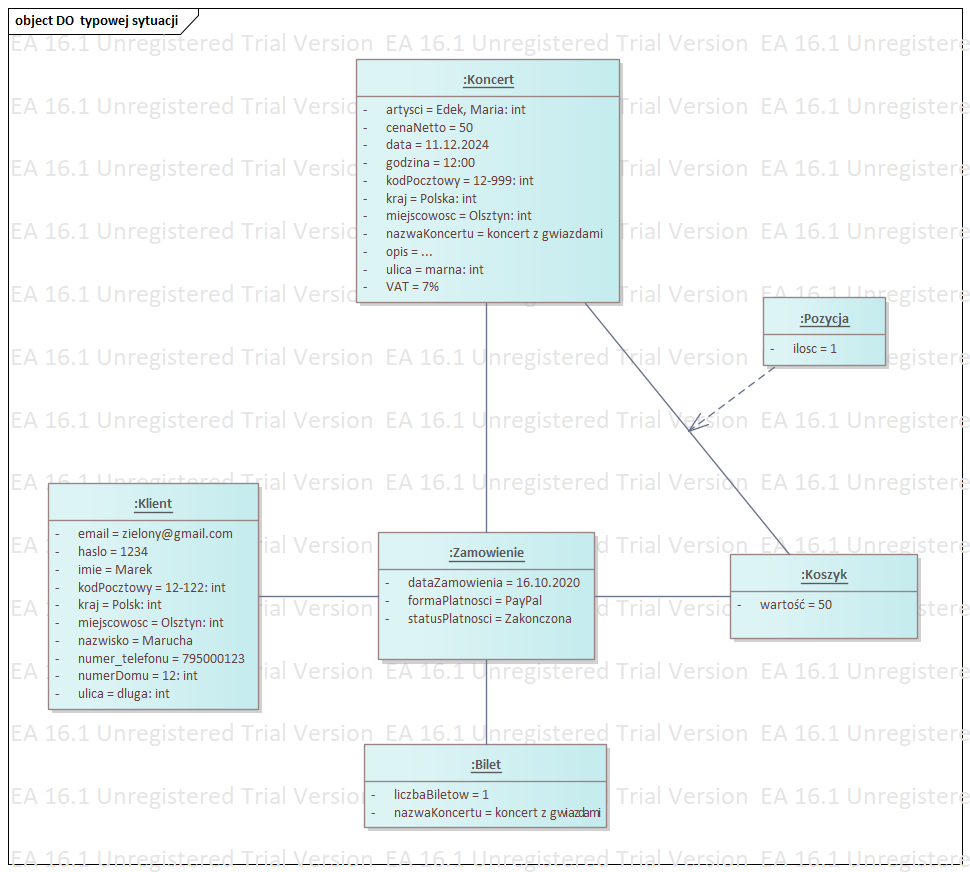 object DO typowej sytuacji
EA 16.1 Unregistered Trial Version EA 16.1 Unregistered Trial Version EA 16.1 Unregistere
:Koncert
- artysci = Edek, Maria: int
- cenaNetto = 50
- data = 11.12.2024
- godzina = 12:00
- kodPocztowy = 12-999: int
- kraj = Polska: int
- miejscowosc = Olsztyn: int
- nazwaKoncertu = koncert z gwiazdami
- opis = ...
- ulica = marna: int
- VAT = 7%
:Pozycja
- ilosc = 1
:Klient
- email = zielony@gmail.com
- haslo = 1234
- imie = Marek
- kodPocztowy = 12-122: int
- kraj = Polsk: int
- miejscowosc = Olsztyn: int
- nazwisko = Marucha
- numer_telefonu = 795000123
- numerDomu = 12: int
- ulica = dluga: int
:Zamowienie
- dataZamowienia = 16.10.2020
- formaPlatnosci = PayPal
- statusPlatnosci = Zakonczona
:Koszyk
- wartość = 50
:Bilet
- liczbaBiletow = 1
- nazwaKoncertu = koncert z gwiazdami